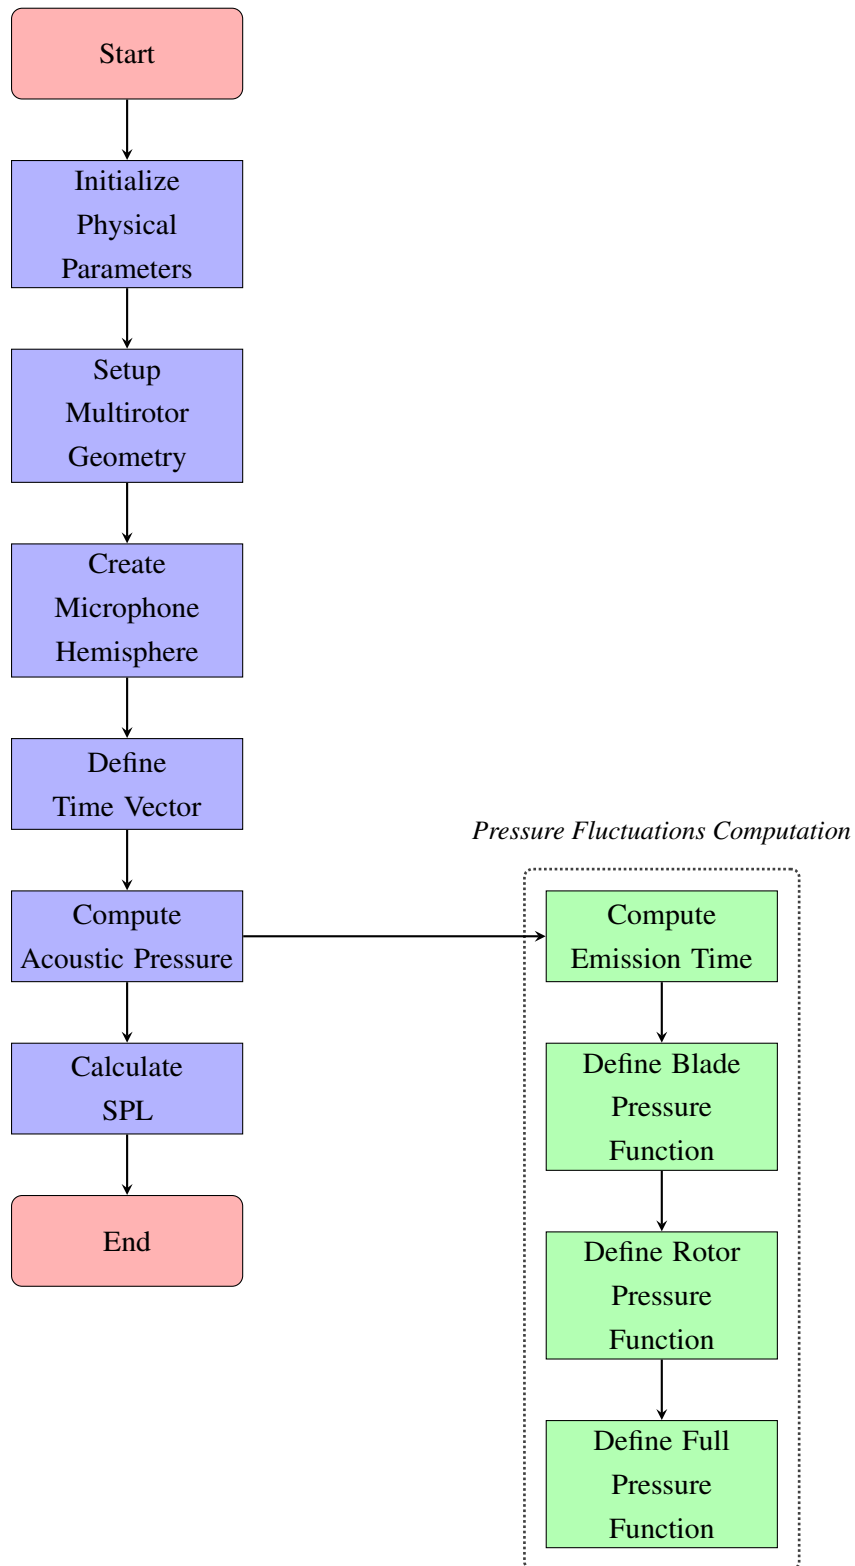 Start
Initialize
Physical
Parameters
Setup
Multirotor
Geometry
Create
Microphone
Hemisphere
Define
Time Vector
Compute
Acoustic Pressure
Calculate
SPL
End
Pressure Fluctuations Computation
Compute
Emission Time
Define Blade
Pressure
Function
Define Rotor
Pressure
Function
Define Full
Pressure
Function